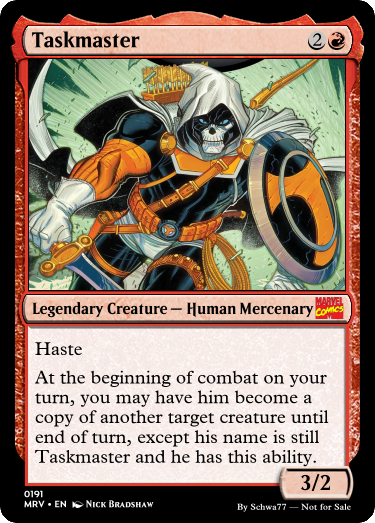 Taskmaster 2
Legendary Creature — Human Mercenary MARVEL COMICS
Haste
At the beginning of combat on your
turn, you may have him become a
copy of another target creature until
end of turn, except his name is still
Taskmaster and he has this ability.
3/2
0191
MRV • EN Nick Bradshaw
By Schwa77 — Not for Sale